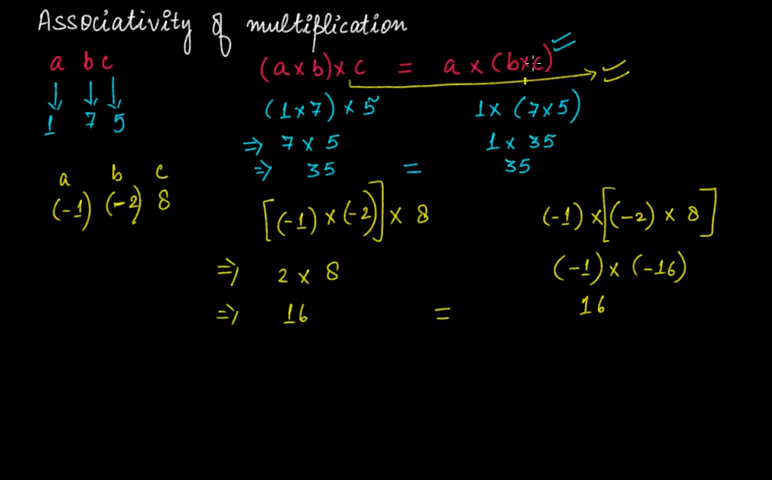 Associativity of multiplication
a b c (a×b)×c = a×(b×c)
↓ ↓ ↓
1 7 5 (1×7)×5 1×(7×5)
⇒ 7×5 1×35
⇒ 35 = 35
a b c
(-1) (-2) 8 [(-1)×(-2)]×8 (-1)×[(-2)×8]
⇒ 2×8 (-1)×(-16)
⇒ 16 = 16